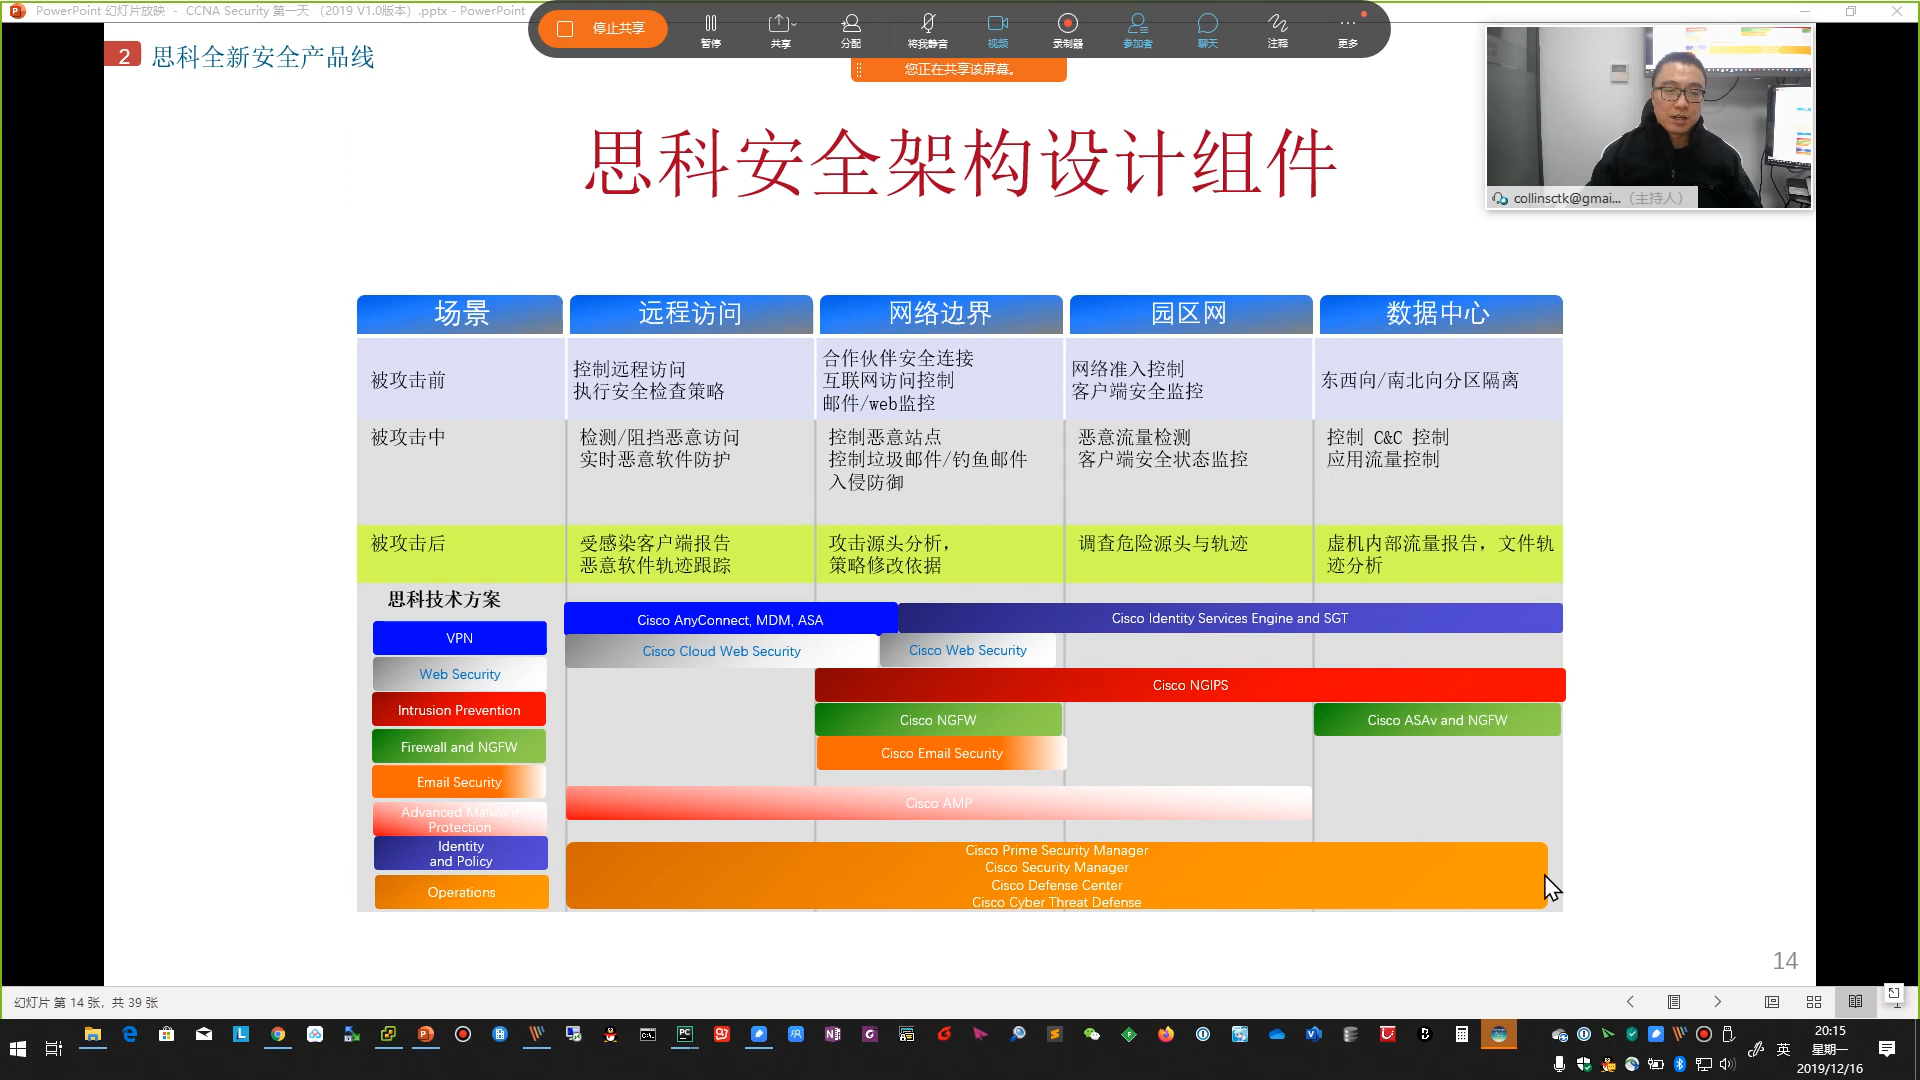 PowerPoint 幻灯片放映 - CCNA Security 第一天 (2019 V1.0版本) .pptx - PowerPoint
停止共享
暂停
共享
分配
将我静音
视频
录制器
参加者
聊天
注释
更多
您正在共享该屏幕。
2 思科全新安全产品线
collinsctk@gmai... (主持人)
思科安全架构设计组件
场景 远程访问 网络边界 园区网 数据中心
被攻击前
控制远程访问
执行安全检查策略
合作伙伴安全连接
互联网访问控制
邮件/web监控
网络准入控制
客户端安全监控
东西向/南北向分区隔离
被攻击中
检测/阻挡恶意访问
实时恶意软件防护
控制恶意站点
控制垃圾邮件/钓鱼邮件
入侵防御
恶意流量检测
客户端安全状态监控
控制 C&C 控制
应用流量控制
被攻击后
受感染客户端报告
恶意软件轨迹跟踪
攻击源头分析，
策略修改依据
调查危险源头与轨迹
虚机内部流量报告，文件轨
迹分析
思科技术方案
VPN
Web Security
Intrusion Prevention
Firewall and NGFW
Email Security
Advanced Malware
Protection
Identity
and Policy
Operations
Cisco AnyConnect, MDM, ASA
Cisco Identity Services Engine and SGT
Cisco Cloud Web Security
Cisco Web Security
Cisco NGIPS
Cisco NGFW
Cisco ASAv and NGFW
Cisco Email Security
Cisco AMP
Cisco Prime Security Manager
Cisco Security Manager
Cisco Defense Center
Cisco Cyber Threat Defense
14
幻灯片 第 14 张，共 39 张
英
20:15
星期一
2019/12/16